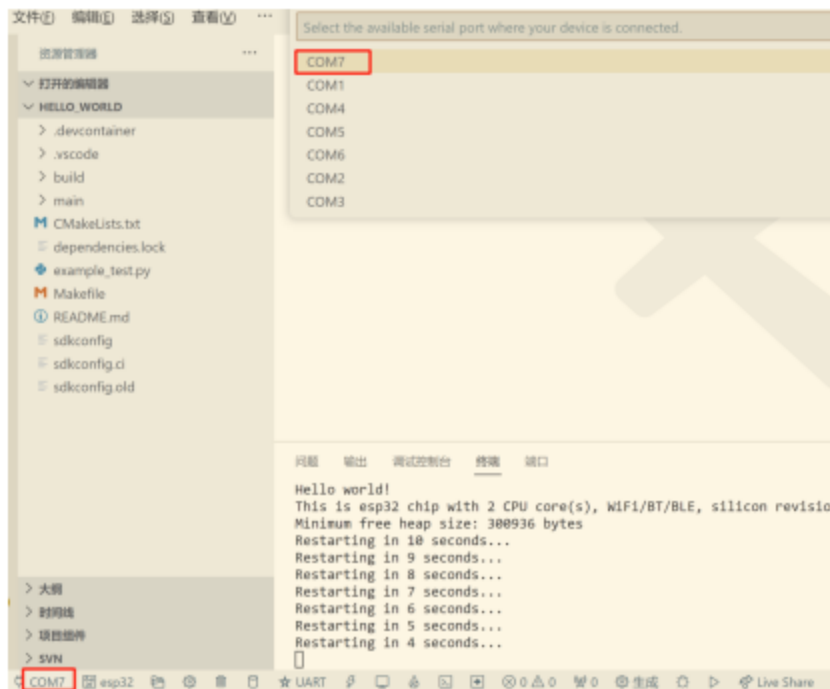 文件(F) 编辑(E) 选择(S) 查看(V) ···
Select the available serial port where your device is connected.
资源管理器 ···
COM7
COM1
COM4
COM5
COM6
COM2
COM3
打开的编辑器
HELLO_WORLD
.devcontainer
.vscode
build
main
CMakeLists.txt
dependencies.lock
example_test.py
Makefile
README.md
sdkconfig
sdkconfig.ci
sdkconfig.old
大纲
时间线
项目组件
SVN
问题 输出 调试控制台 终端 端口
Hello world!
This is esp32 chip with 2 CPU core(s), WiFi/BT/BLE, silicon revisio
Minimum free heap size: 300936 bytes
Restarting in 10 seconds...
Restarting in 9 seconds...
Restarting in 8 seconds...
Restarting in 7 seconds...
Restarting in 6 seconds...
Restarting in 5 seconds...
Restarting in 4 seconds...
COM7 esp32 UART 0 0 0 生成 Live Share